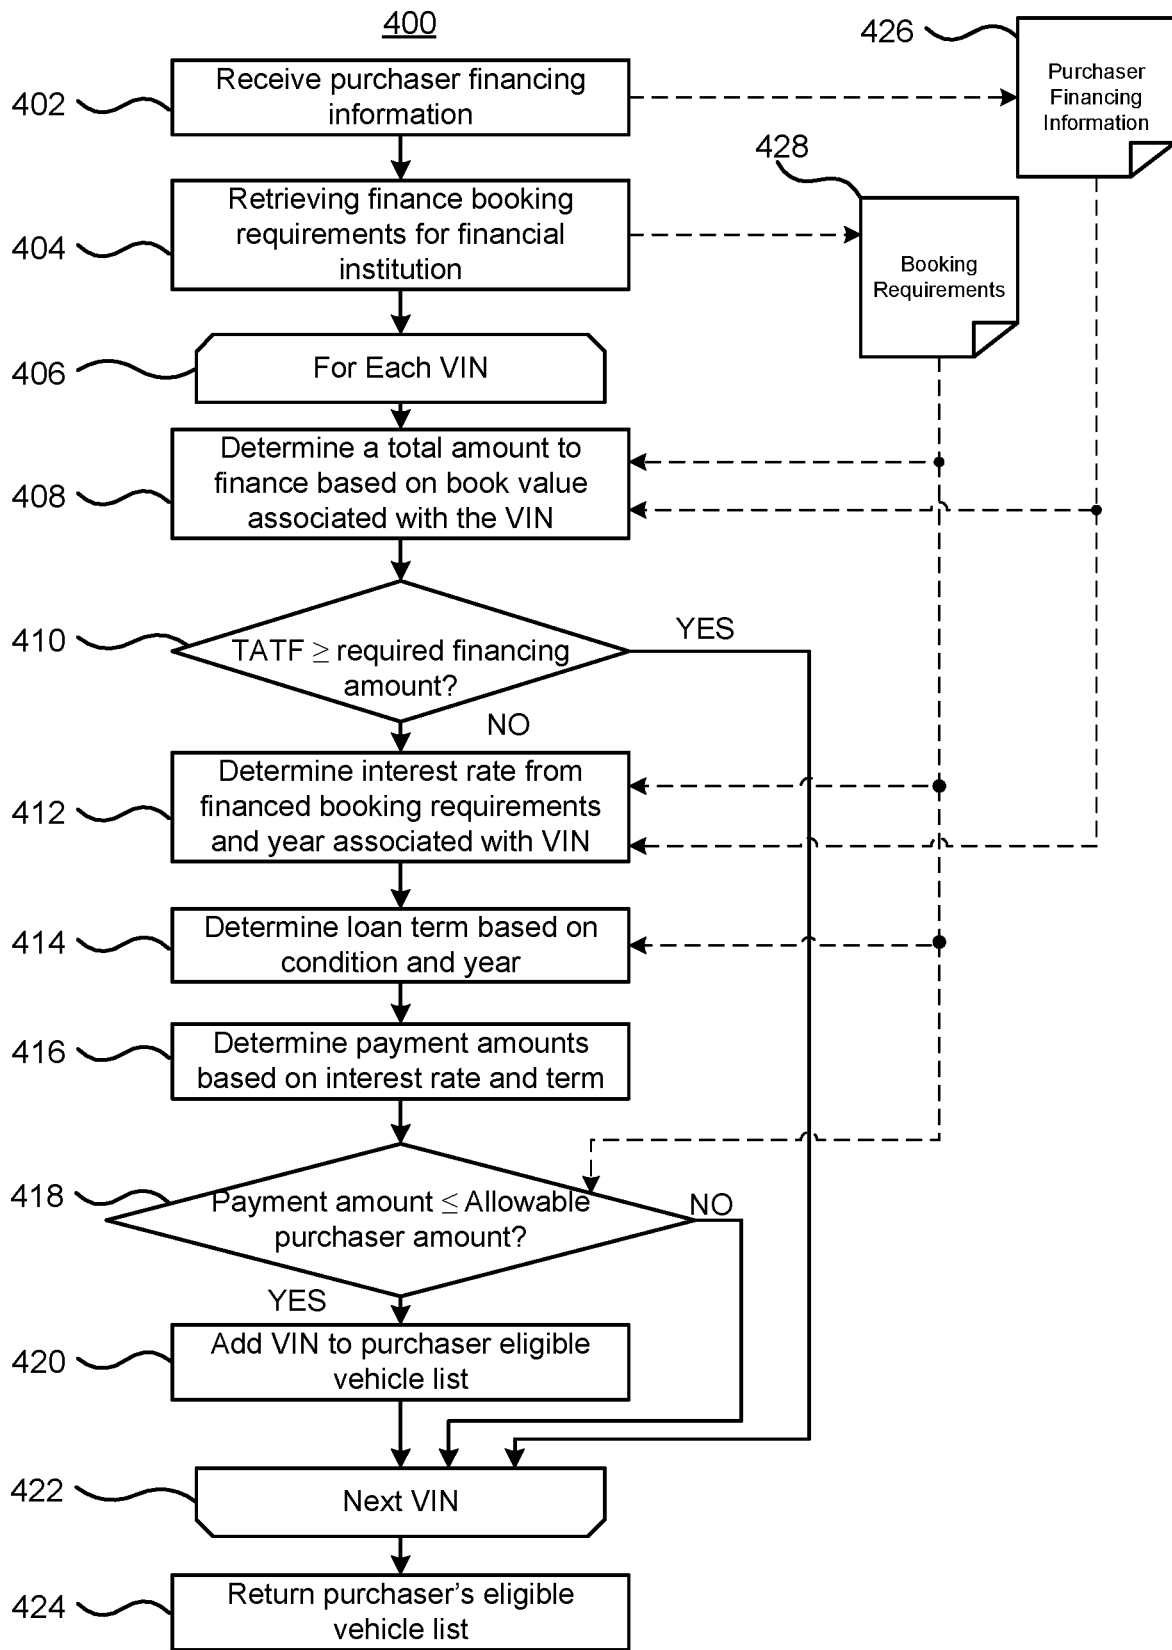 400
426
402
Receive purchaser financing
information
Purchaser
Financing
Information
428
404
Retrieving finance booking
requirements for financial
institution
Booking
Requirements
406
For Each VIN
408
Determine a total amount to
finance based on book value
associated with the VIN
410
TATF ≥ required financing
amount?
YES
NO
412
Determine interest rate from
financed booking requirements
and year associated with VIN
414
Determine loan term based on
condition and year
416
Determine payment amounts
based on interest rate and term
418
Payment amount ≤ Allowable
purchaser amount?
NO
YES
420
Add VIN to purchaser eligible
vehicle list
422
Next VIN
424
Return purchaser's eligible
vehicle list